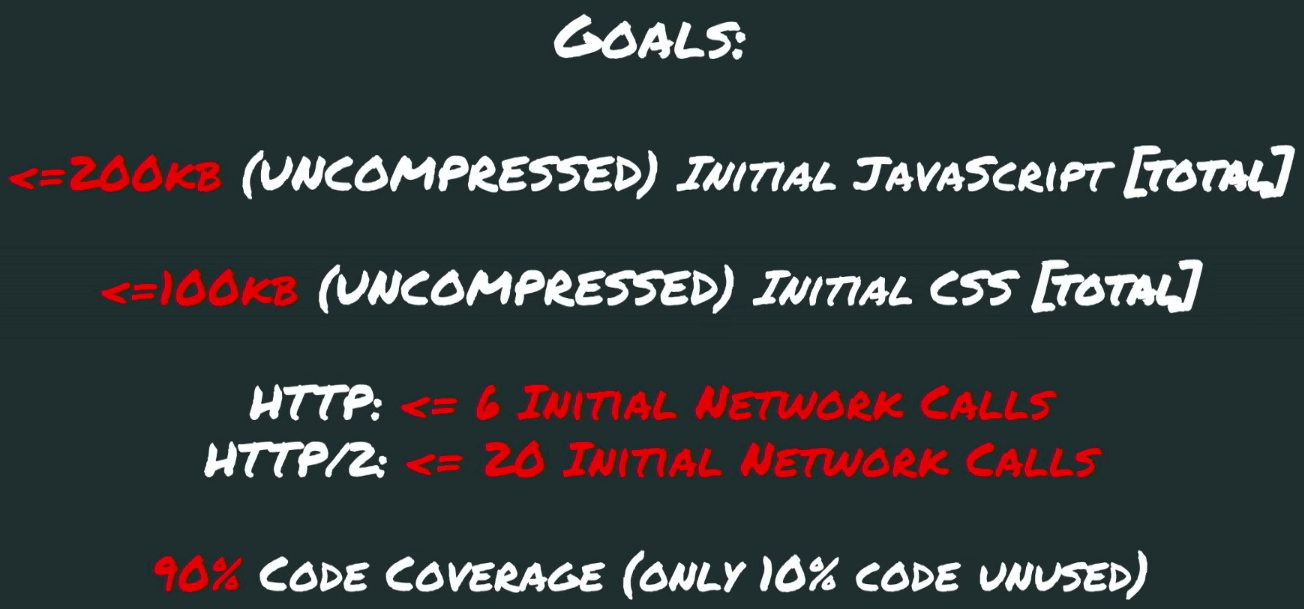 Goals:
<=200kb (uncompressed) Initial JavaScript [total]
<=100kb (uncompressed) Initial CSS [total]
HTTP: <= 6 Initial Network Calls
HTTP/2: <= 20 Initial Network Calls
90% Code Coverage (only 10% code unused)